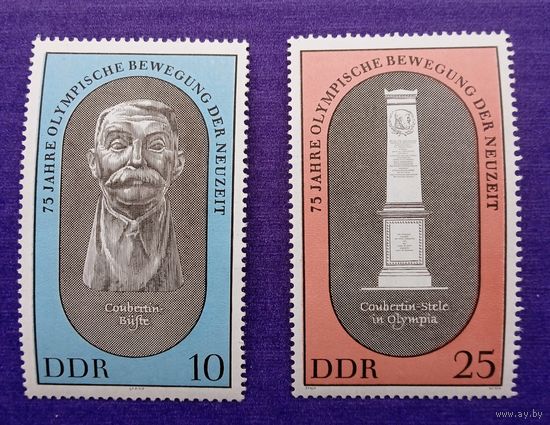 75 JAHRE OLYMPISCHE BEWEGUNG DER NEUZEIT
Coubertin-
Büste
DDR 10
75 JAHRE OLYMPISCHE BEWEGUNG DER NEUZEIT
Coubertin-Stele
in Olympia
DDR 25
www.ay.by